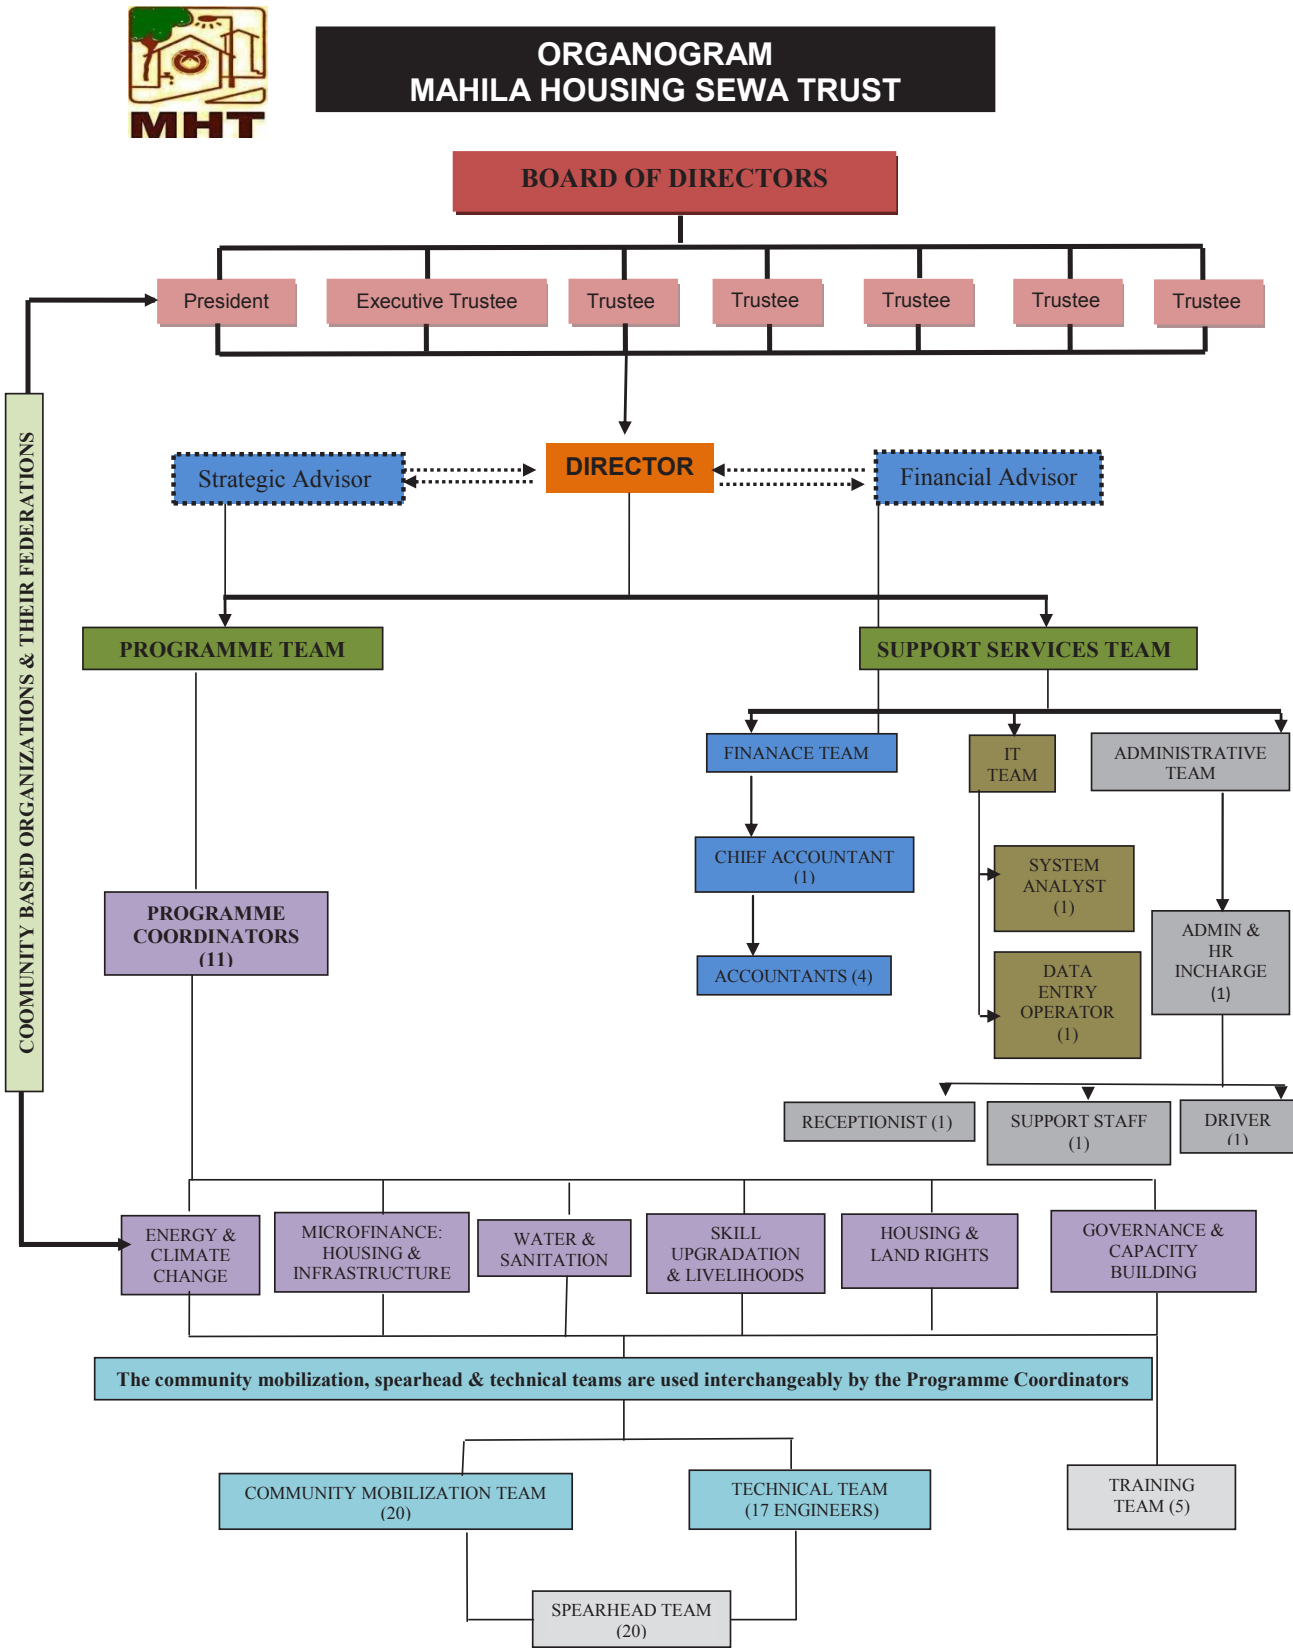 MHT
ORGANOGRAM
MAHILA HOUSING SEWA TRUST
BOARD OF DIRECTORS
President
Executive Trustee
Trustee
Trustee
Trustee
Trustee
Trustee
COOMUNITY BASED ORGANIZATIONS & THEIR FEDERATIONS
Strategic Advisor
DIRECTOR
Financial Advisor
PROGRAMME TEAM
SUPPORT SERVICES TEAM
FINANACE TEAM
IT
TEAM
ADMINISTRATIVE
TEAM
CHIEF ACCOUNTANT
(1)
SYSTEM
ANALYST
(1)
PROGRAMME
COORDINATORS
(11)
ADMIN &
HR
INCHARGE
(1)
ACCOUNTANTS (4)
DATA
ENTRY
OPERATOR
(1)
RECEPTIONIST (1)
SUPPORT STAFF
(1)
DRIVER
(1)
ENERGY &
CLIMATE
CHANGE
MICROFINANCE:
HOUSING &
INFRASTRUCTURE
WATER &
SANITATION
SKILL
UPGRADATION
& LIVELIHOODS
HOUSING &
LAND RIGHTS
GOVERNANCE &
CAPACITY
BUILDING
The community mobilization, spearhead & technical teams are used interchangeably by the Programme Coordinators
COMMUNITY MOBILIZATION TEAM
(20)
TECHNICAL TEAM
(17 ENGINEERS)
TRAINING
TEAM (5)
SPEARHEAD TEAM
(20)